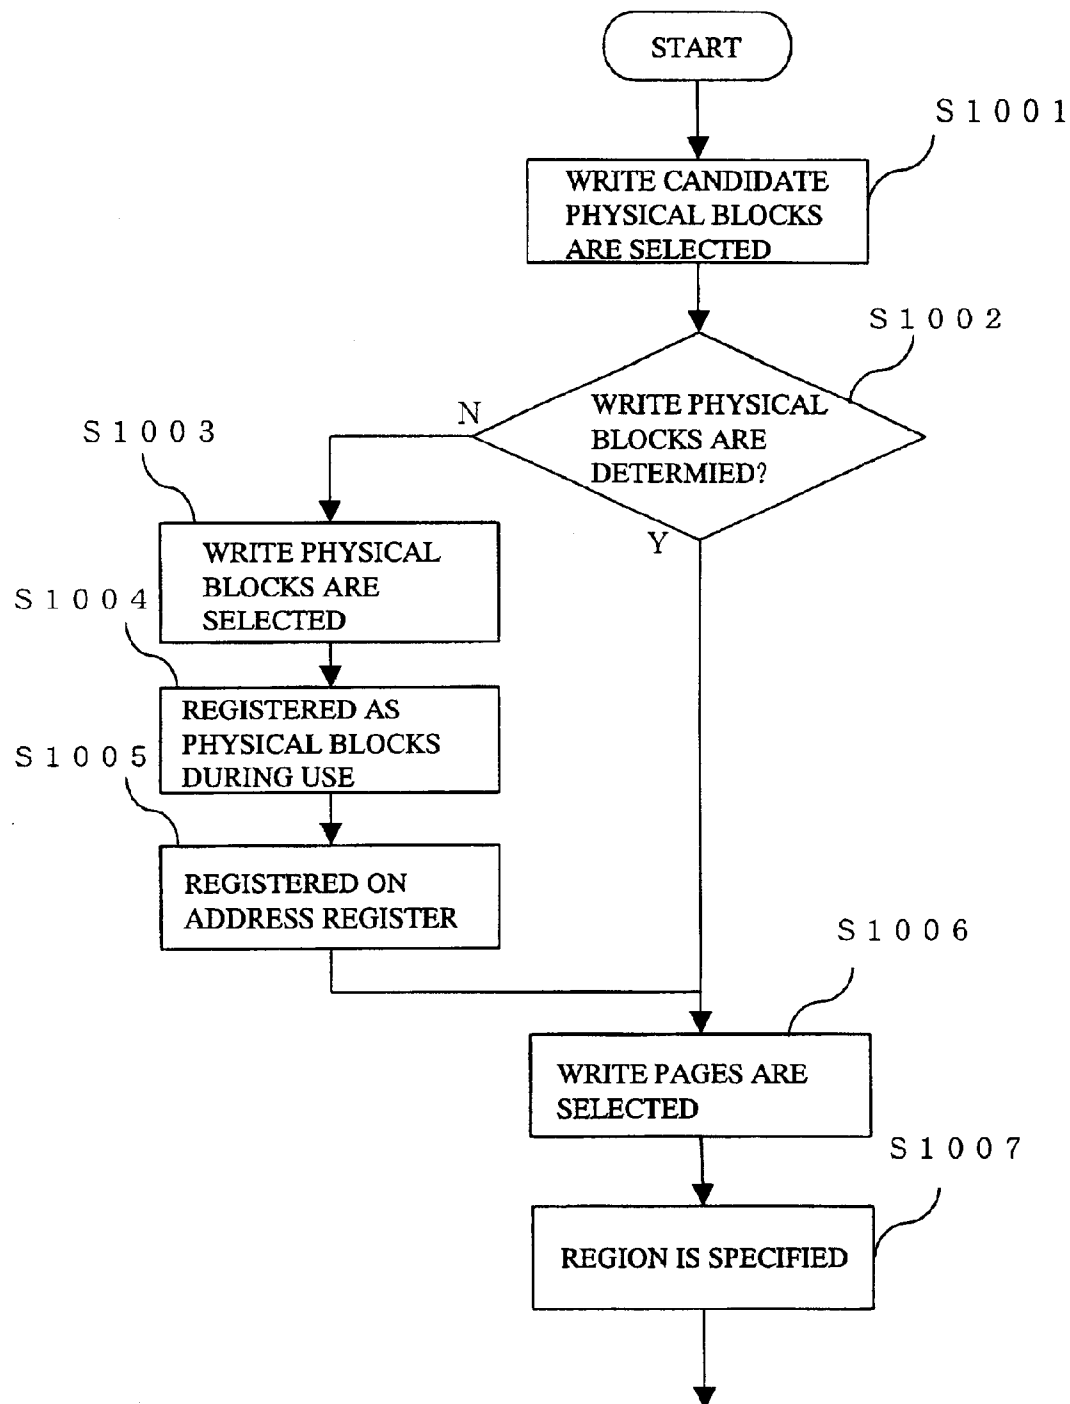 START
S1001
WRITE CANDIDATE
PHYSICAL BLOCKS
ARE SELECTED
S1002
WRITE PHYSICAL
BLOCKS ARE
DETERMIED?
N
Y
S1003
WRITE PHYSICAL
BLOCKS ARE
SELECTED
S1004
REGISTERED AS
PHYSICAL BLOCKS
DURING USE
S1005
REGISTERED ON
ADDRESS REGISTER
S1006
WRITE PAGES ARE
SELECTED
S1007
REGION IS SPECIFIED